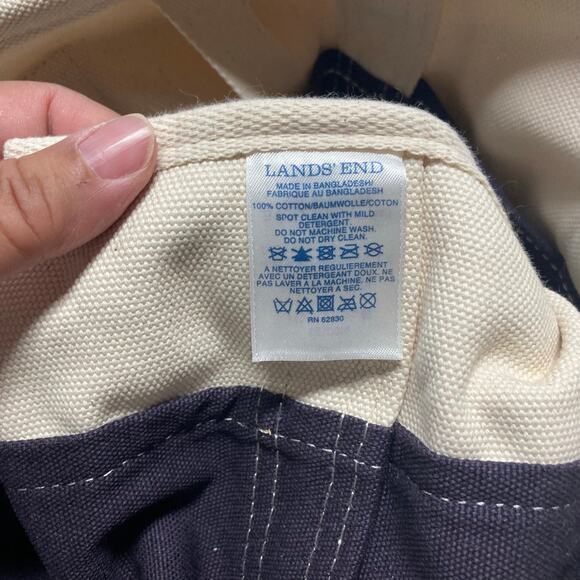 LANDS' END
MADE IN BANGLADESH/
FABRIQUE AU BANGLADESH
100% COTTON/BAUMWOLLE/COTON
SPOT CLEAN WITH MILD
DETERGENT
DO NOT MACHINE WASH.
DO NOT DRY CLEAN.
A NETTOYER REGULIEREMENT
AVEC UN DETERGEANT DOUX. NE
PAS LAVER A LA MACHINE. NE PAS
NETTOYER A SEC.
RN 62830